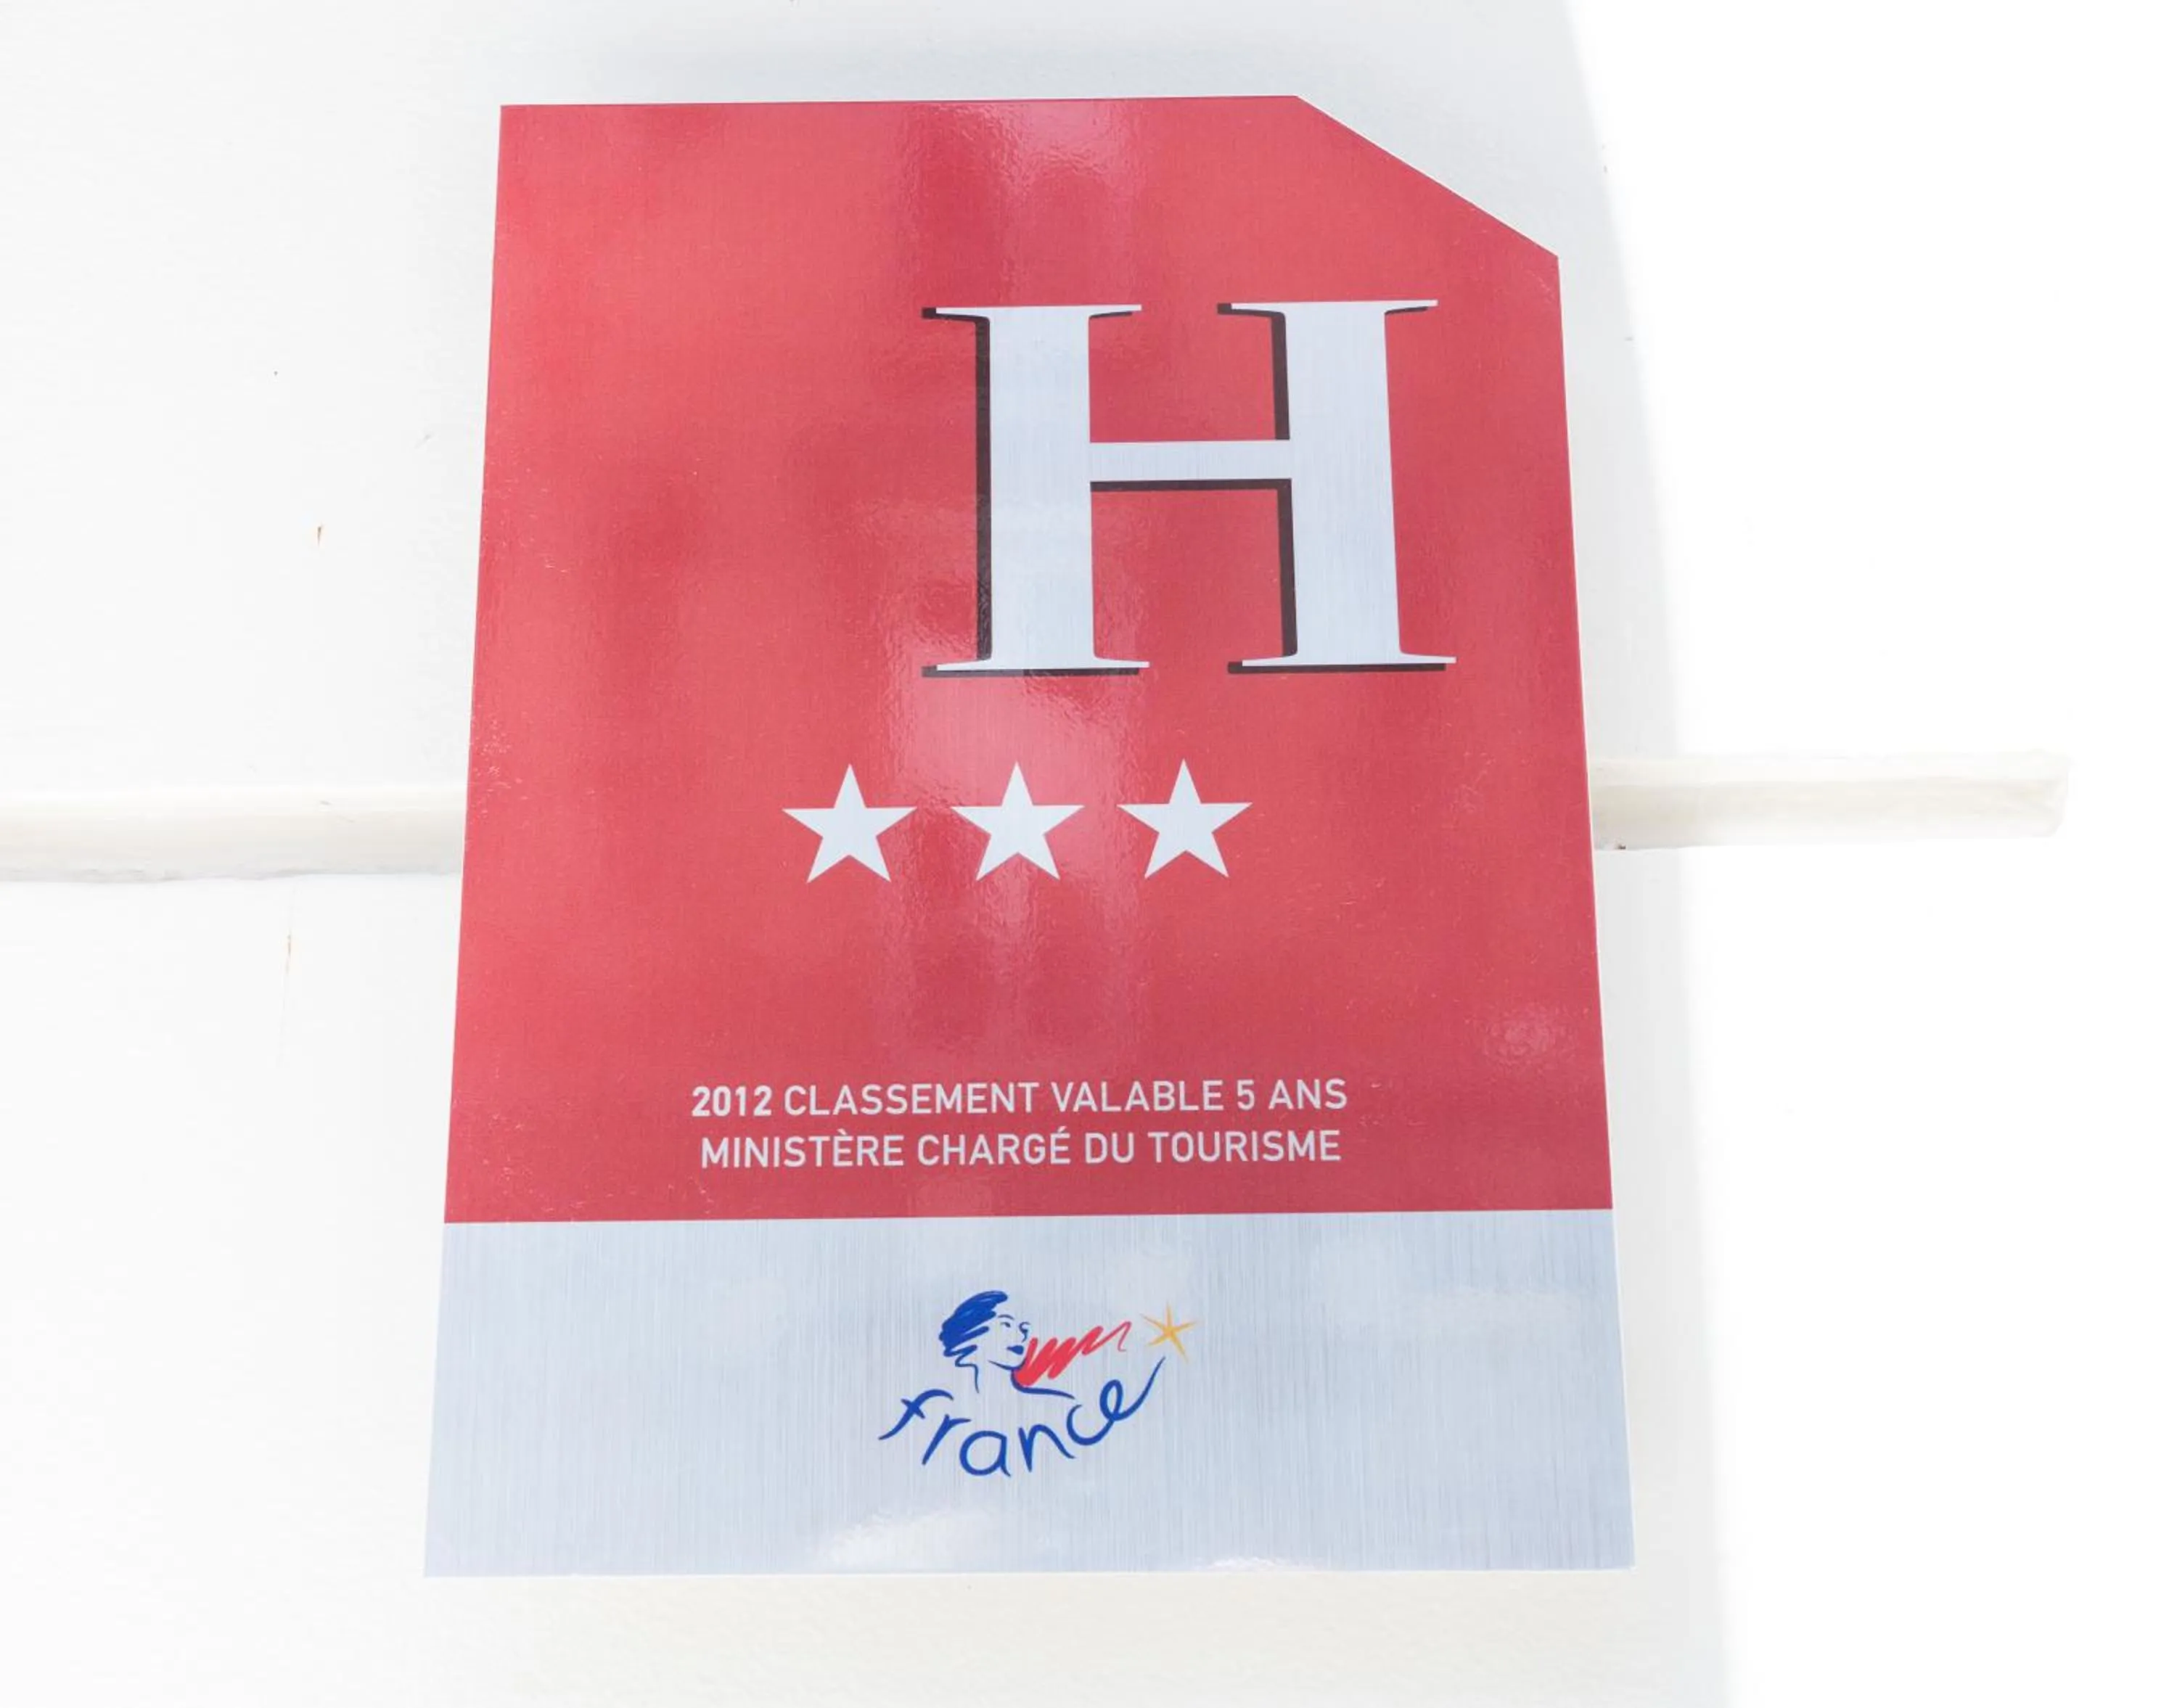 H
2012 CLASSEMENT VALABLE 5 ANS
MINISTÈRE CHARGÉ DU TOURISME
france